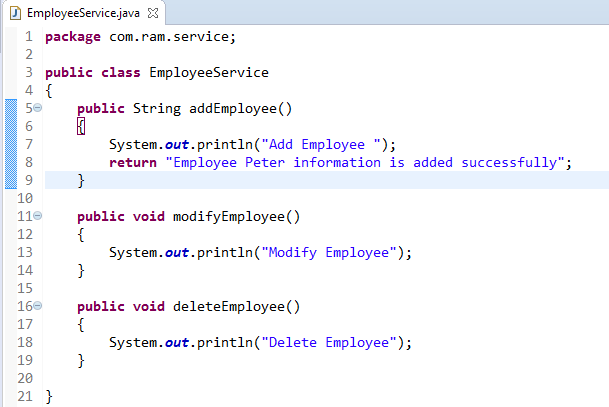 EmployeeService.java
1 package com.ram.service;
2
3 public class EmployeeService
4 {
5 public String addEmployee()
6 {
7 System.out.println("Add Employee ");
8 return "Employee Peter information is added successfully";
9 }
10
11 public void modifyEmployee()
12 {
13 System.out.println("Modify Employee");
14 }
15
16 public void deleteEmployee()
17 {
18 System.out.println("Delete Employee");
19 }
20
21 }